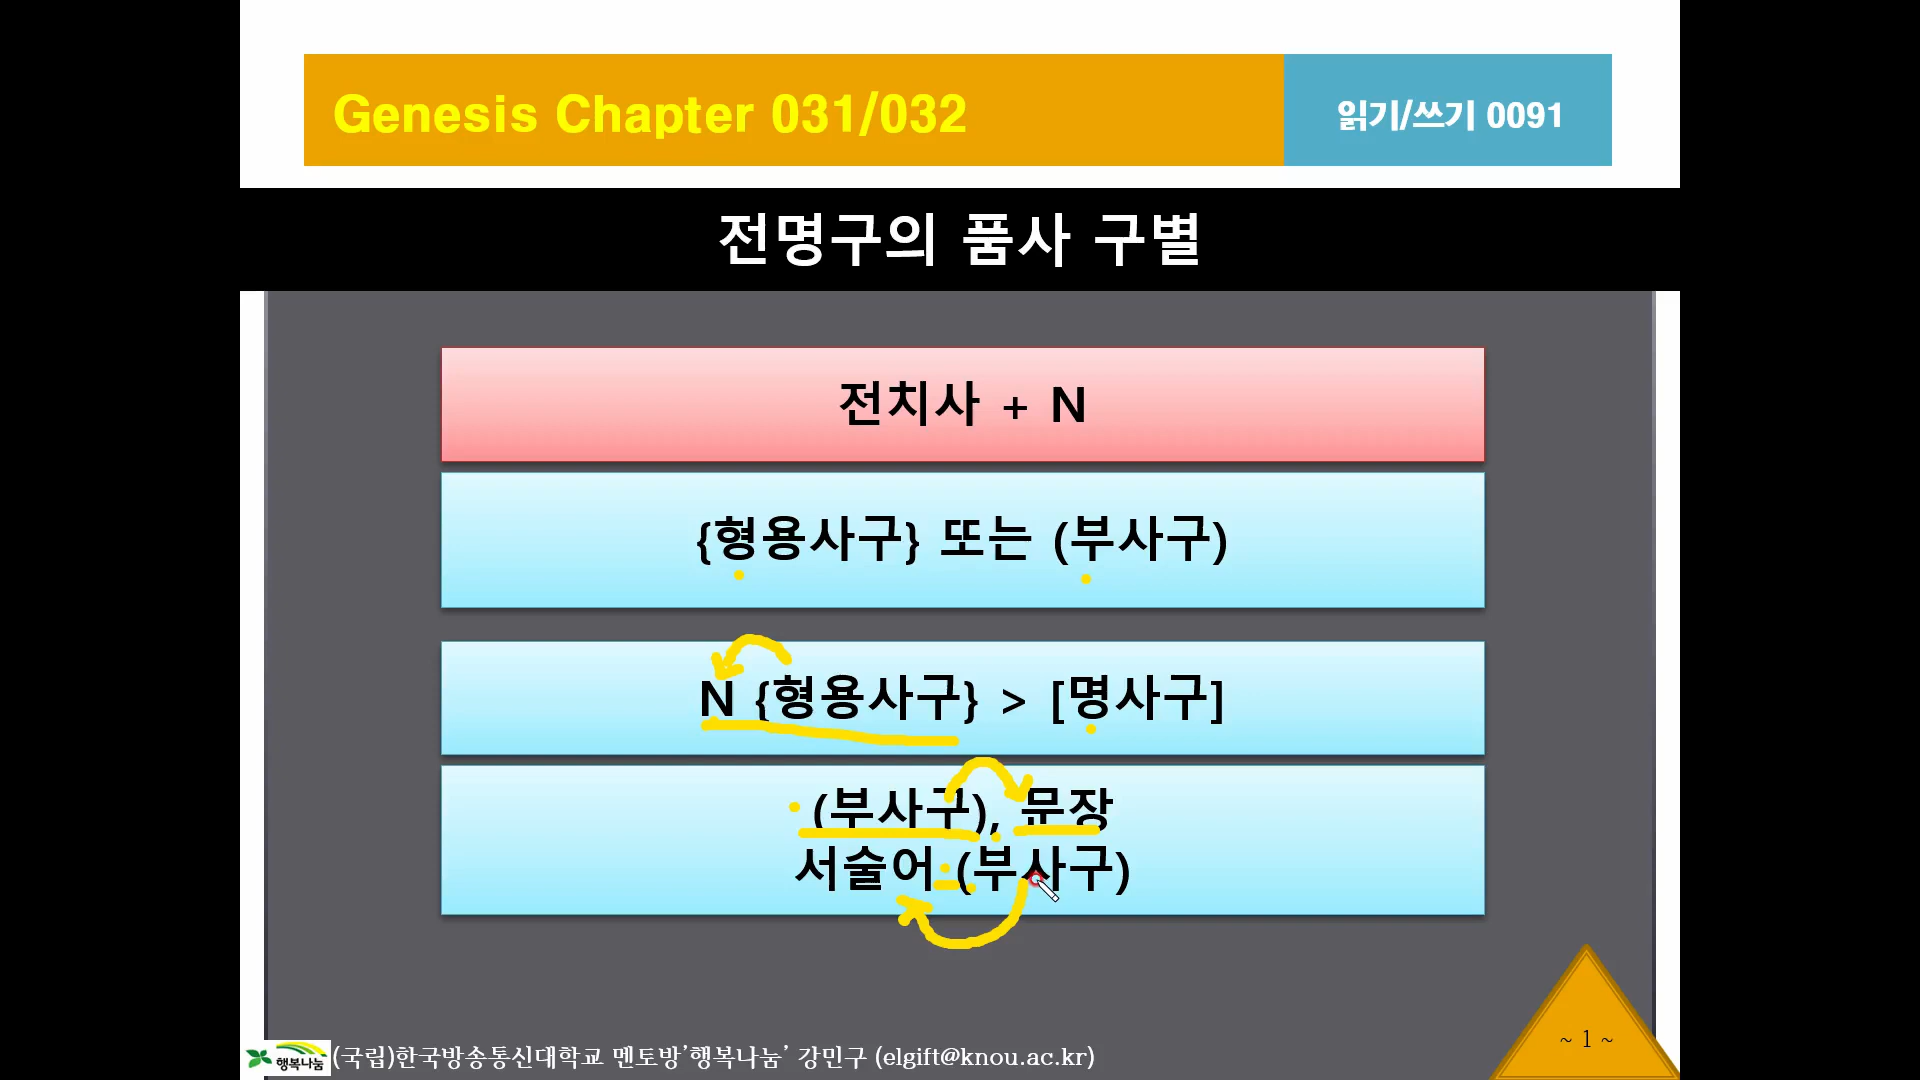 Genesis Chapter 031/032
읽기/쓰기 0091
전명구의 품사 구별
전치사 + N
{형용사구} 또는 (부사구)
N {형용사구} > [명사구]
(부사구), 문장
서술어 (부사구)
~ 1 ~
행복나눔
(국립)한국방송통신대학교 멘토방’행복나눔’ 강민구 (elgift@knou.ac.kr)